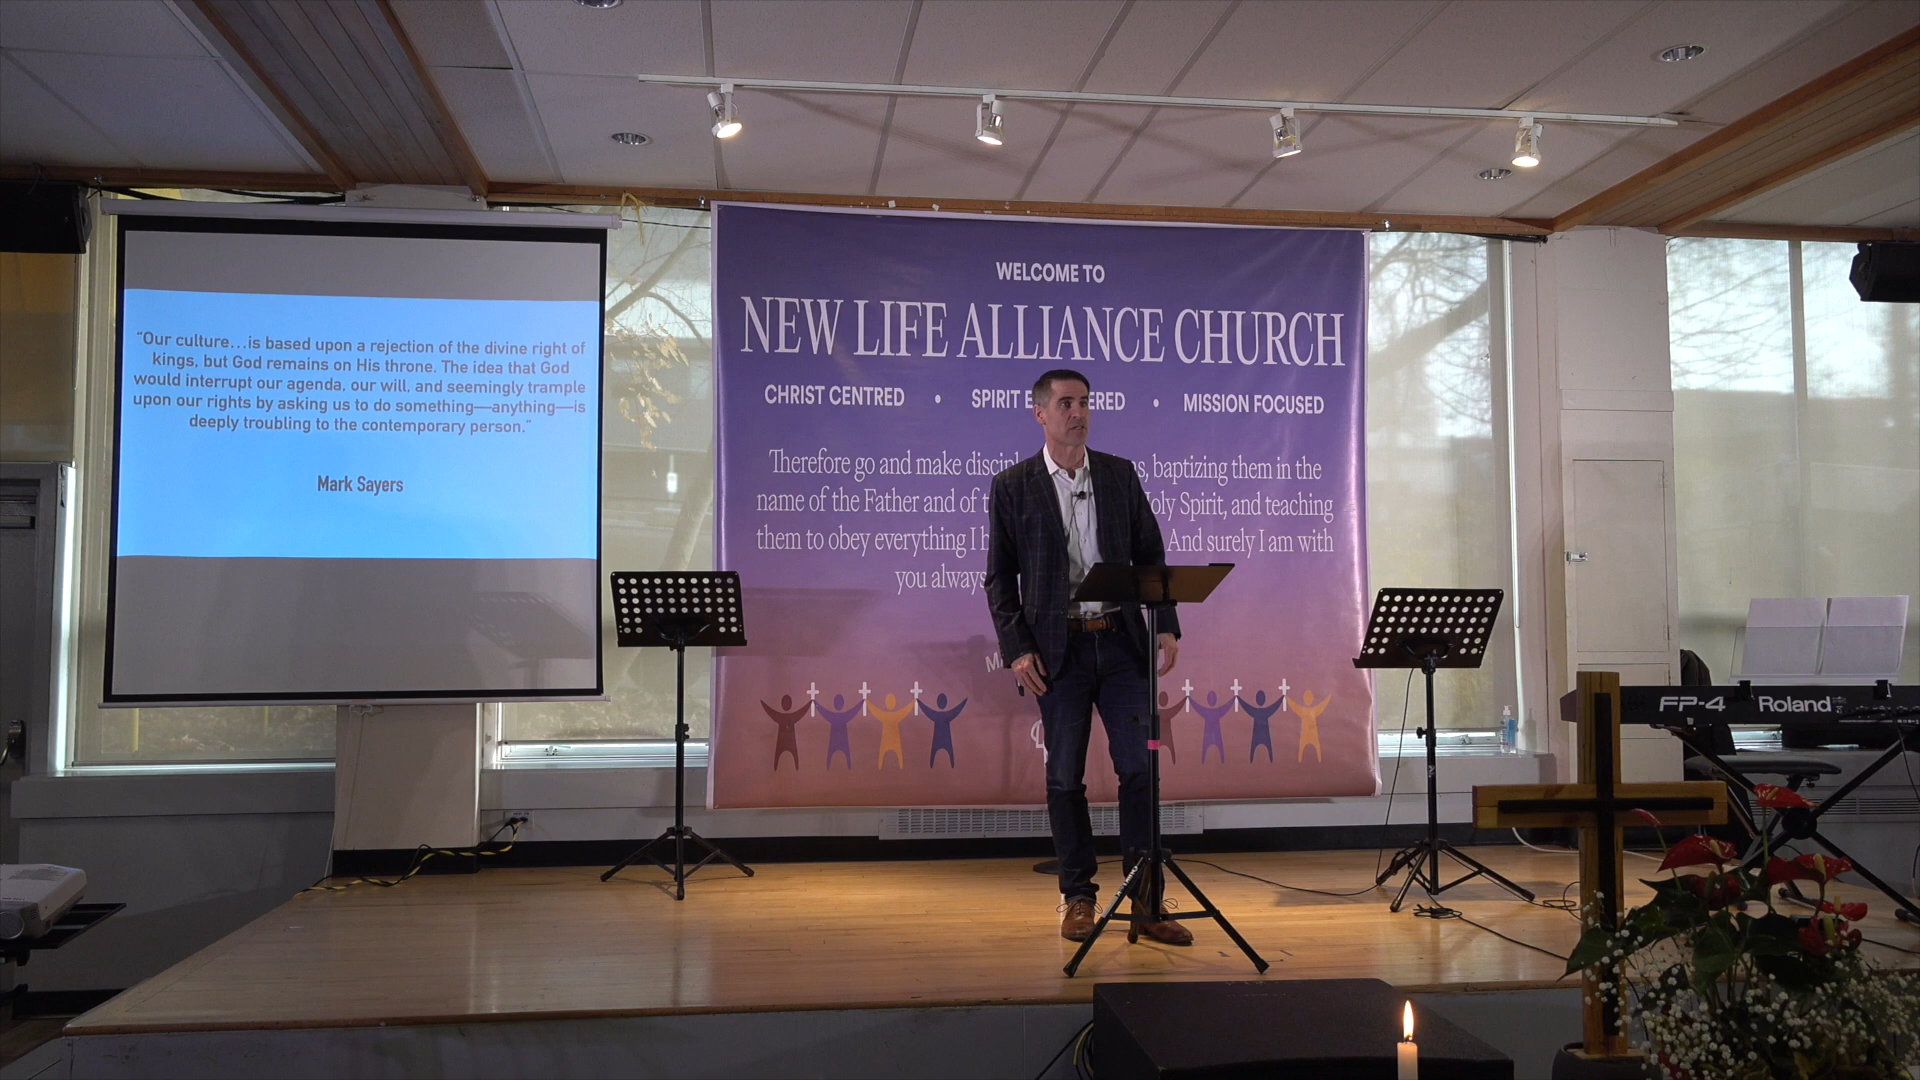 “Our culture...is based upon a rejection of the divine right of
kings, but God remains on His throne. The idea that God
would interrupt our agenda, our will, and seemingly trample
upon our rights by asking us to do something—anything—is
deeply troubling to the contemporary person.”
Mark Sayers
WELCOME TO
NEW LIFE ALLIANCE CHURCH
CHRIST CENTRED • SPIRIT • MISSION FOCUSED
Therefore go and make baptizing them in the
name of the Father and of Holy Spirit, and teaching
them to obey everything I And surely I am with
you always
FP-4 Roland